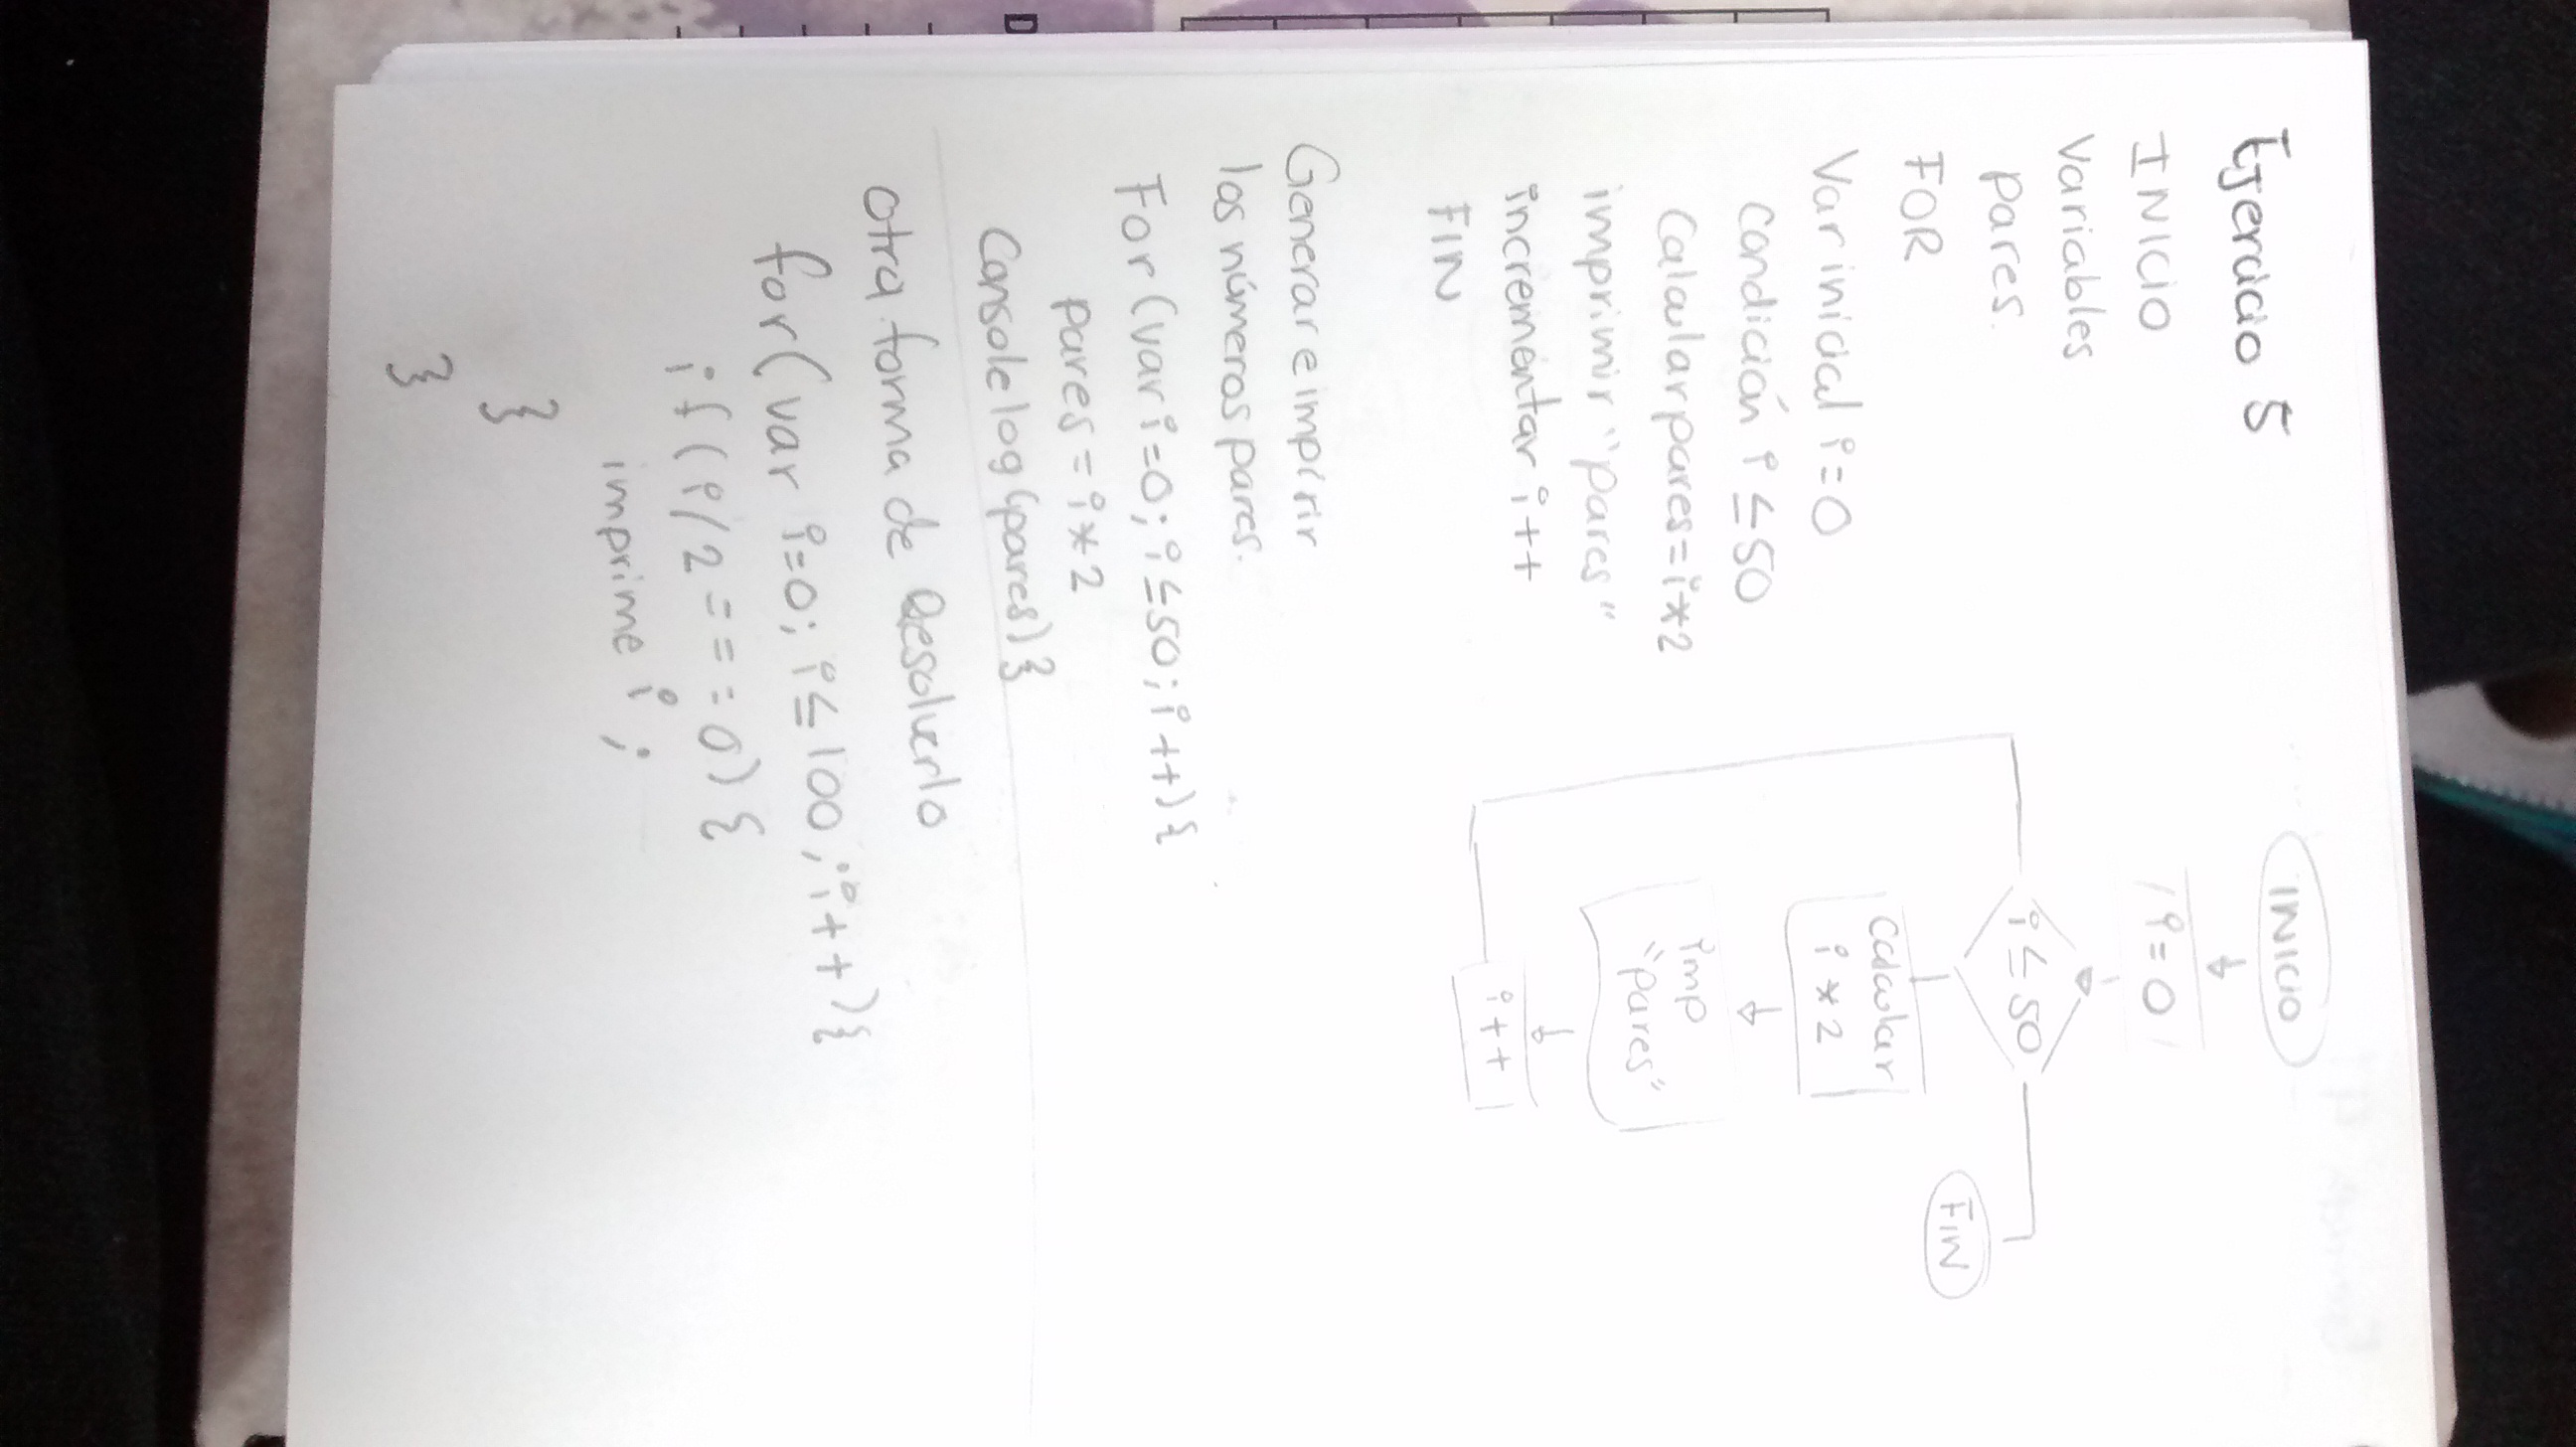 Ejercicio 5
INICIO
Variables
pares.
FOR
Var inicial i=0
Condición i ≤ 50
Calcular pares = i*2
imprimir "pares"
incrementar i++
FIN
INICIO
i=0
i ≤ 50
Calcular
i * 2
imp
"pares"
i++
FIN
Generar e imprir
los números pares.
For (var i=0; i≤50; i++) {
pares = i*2
Console log (pares) }
Otra forma de Resolverlo
for (var i=0; i≤100, i++) {
if (i/2 === 0) {
imprime i;
}
}
D